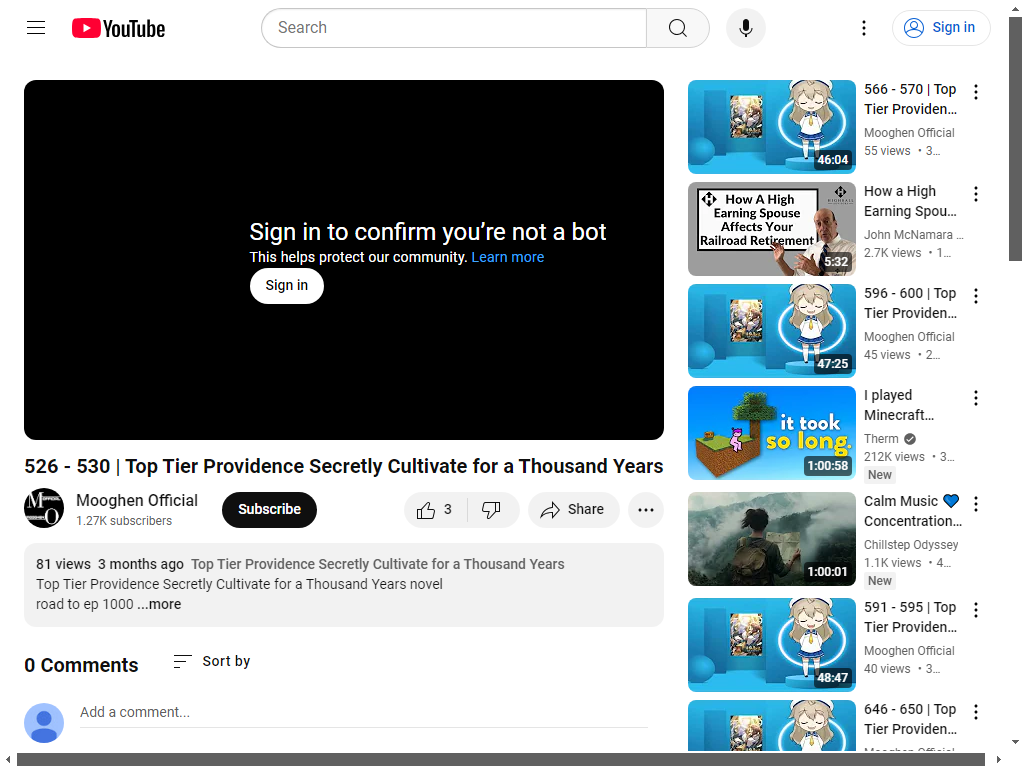 YouTube
Search
Sign in
Sign in to confirm you’re not a bot
This helps protect our community. Learn more
Sign in
526 - 530 | Top Tier Providence Secretly Cultivate for a Thousand Years
Mooghen Official
1.27K subscribers
Subscribe
3
Share
81 views 3 months ago Top Tier Providence Secretly Cultivate for a Thousand Years
Top Tier Providence Secretly Cultivate for a Thousand Years novel
road to ep 1000 ...more
0 Comments
Sort by
Add a comment...
46:04
566 - 570 | Top
Tier Providen...
Mooghen Official
55 views • 3...
How A High
Earning Spouse
Affects Your
Railroad Retirement
5:32
How a High
Earning Spou...
John McNamara ...
2.7K views • 1...
47:25
596 - 600 | Top
Tier Providen...
Mooghen Official
45 views • 2...
it took
so long.
1:00:58
I played
Minecraft...
Therm
212K views • 3...
New
1:00:01
Calm Music 💙
Concentration...
Chillstep Odyssey
1.1K views • 4...
New
48:47
591 - 595 | Top
Tier Providen...
Mooghen Official
40 views • 3...
646 - 650 | Top
Tier Providen...
Mooghen Official